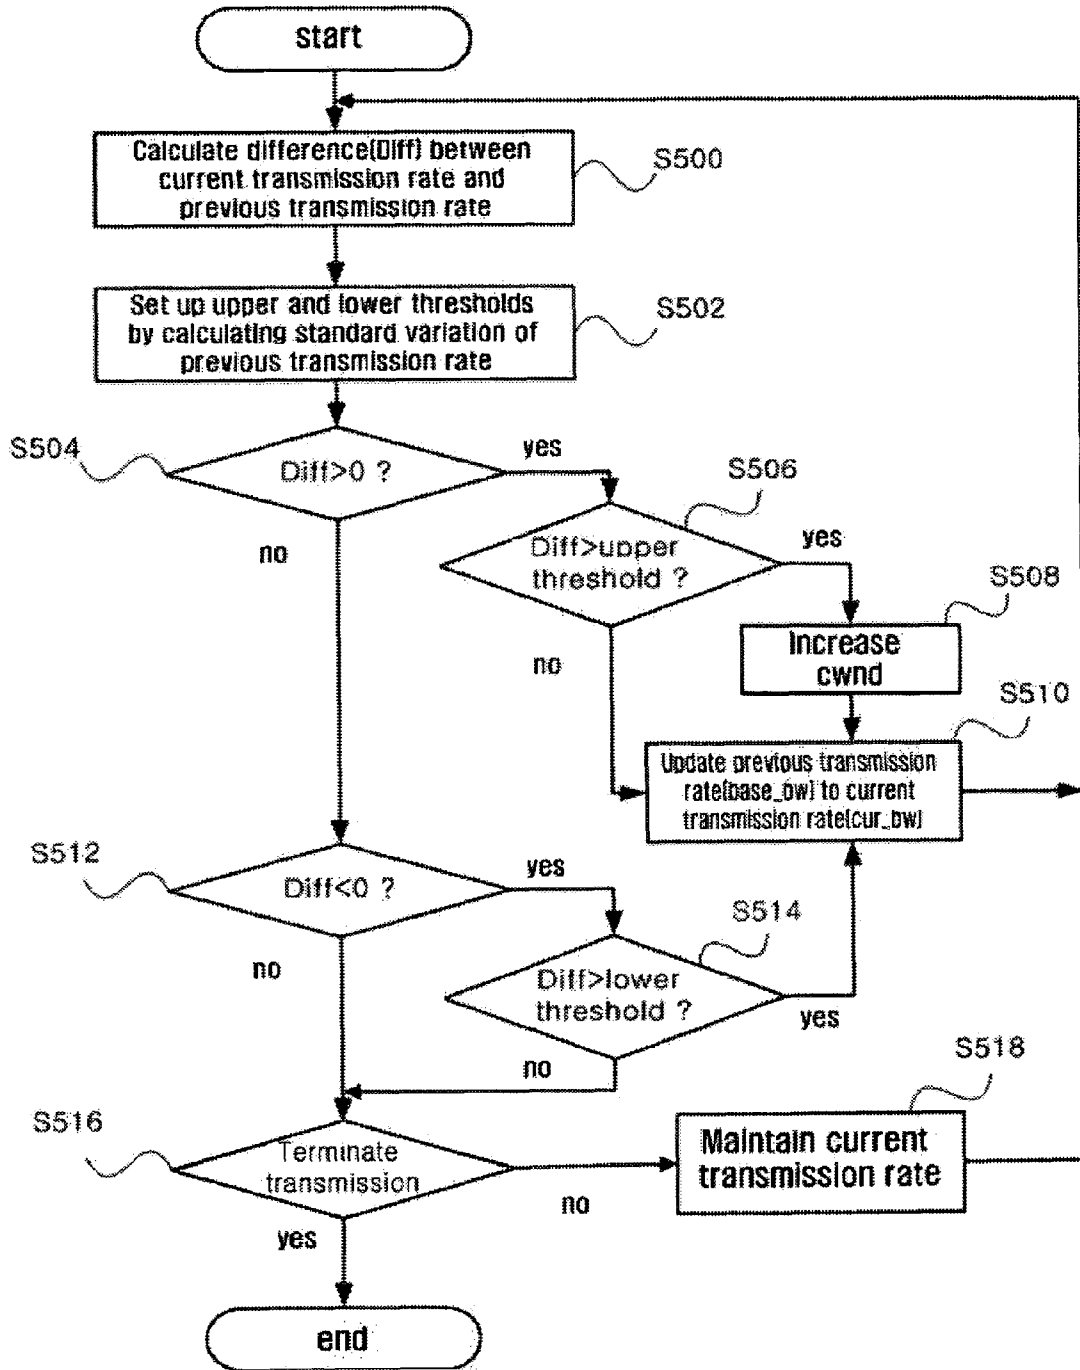 start
Calculate difference(Diff) between
current transmission rate and
previous transmission rate
S500
Set up upper and lower thresholds
by calculating standard variation of
previous transmission rate
S502
S504
Diff>0 ?
yes
no
S506
Diff>upper
threshold ?
yes
no
S508
Increase
cwnd
S510
Update previous transmission
rate(base_bw) to current
transmission rate(cur_bw)
S512
Diff<0 ?
yes
no
S514
Diff>lower
threshold ?
yes
no
S516
Terminate
transmission
no
yes
S518
Maintain current
transmission rate
end